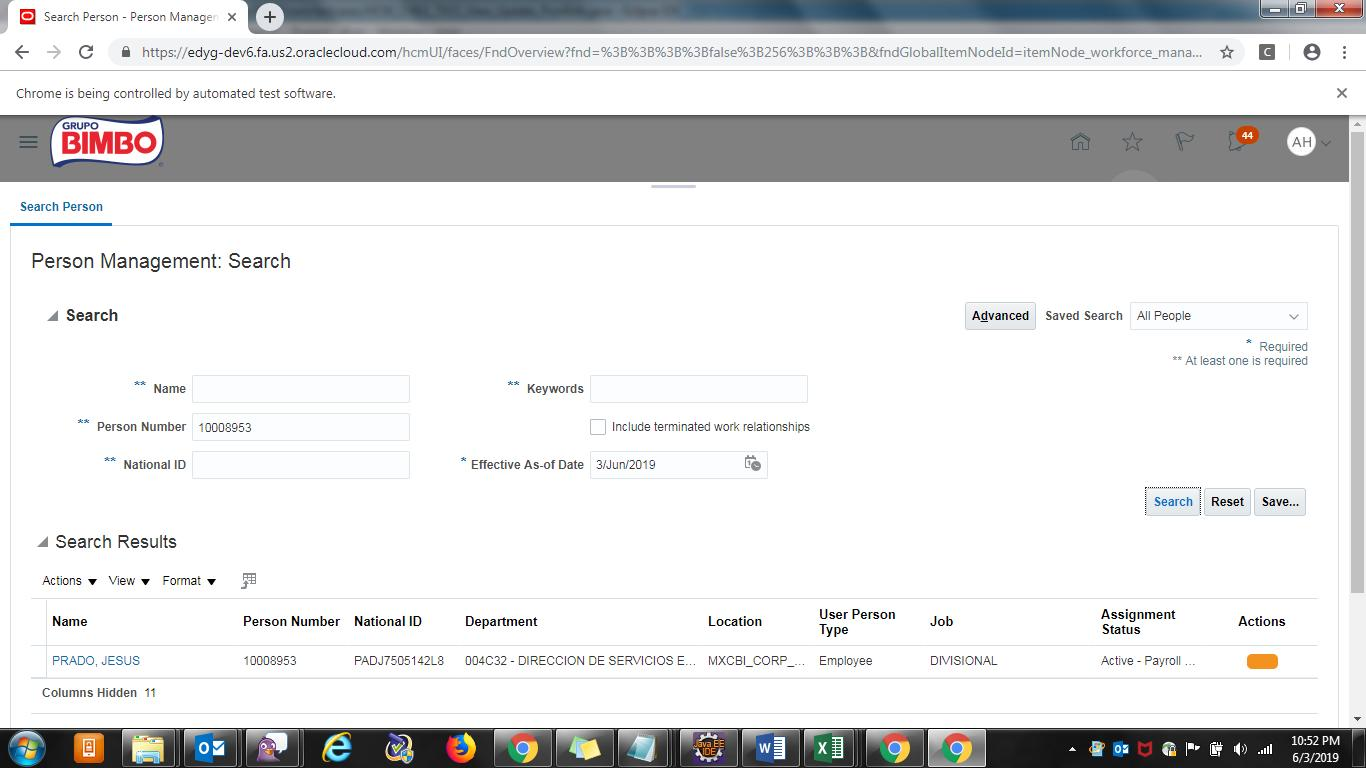 Search Person - Person Managen
https://edyg-dev6.fa.us2.oraclecloud.com/hcmUI/faces/FndOverview?fnd=%3B%3B%3B%3Bfalse%3B256%3B%3B%3B&fndGlobalItemNodeId=itemNode_workforce_mana...
C
Chrome is being controlled by automated test software.
GRUPO
BIMBO
44
AH
Search Person
Person Management: Search
Search
Advanced
Saved Search
All People
* Required
** At least one is required
** Name
** Keywords
** Person Number
10008953
Include terminated work relationships
** National ID
* Effective As-of Date
3/Jun/2019
Search
Reset
Save...
Search Results
Actions
View
Format
Name Person Number National ID Department Location User Person Type Job Assignment Status Actions
PRADO, JESUS 10008953 PADJ7505142L8 004C32 - DIRECCION DE SERVICIOS E... MXCBI_CORP_... Employee DIVISIONAL Active - Payroll ...
Columns Hidden 11
Java EE
IDE
10:52 PM
6/3/2019